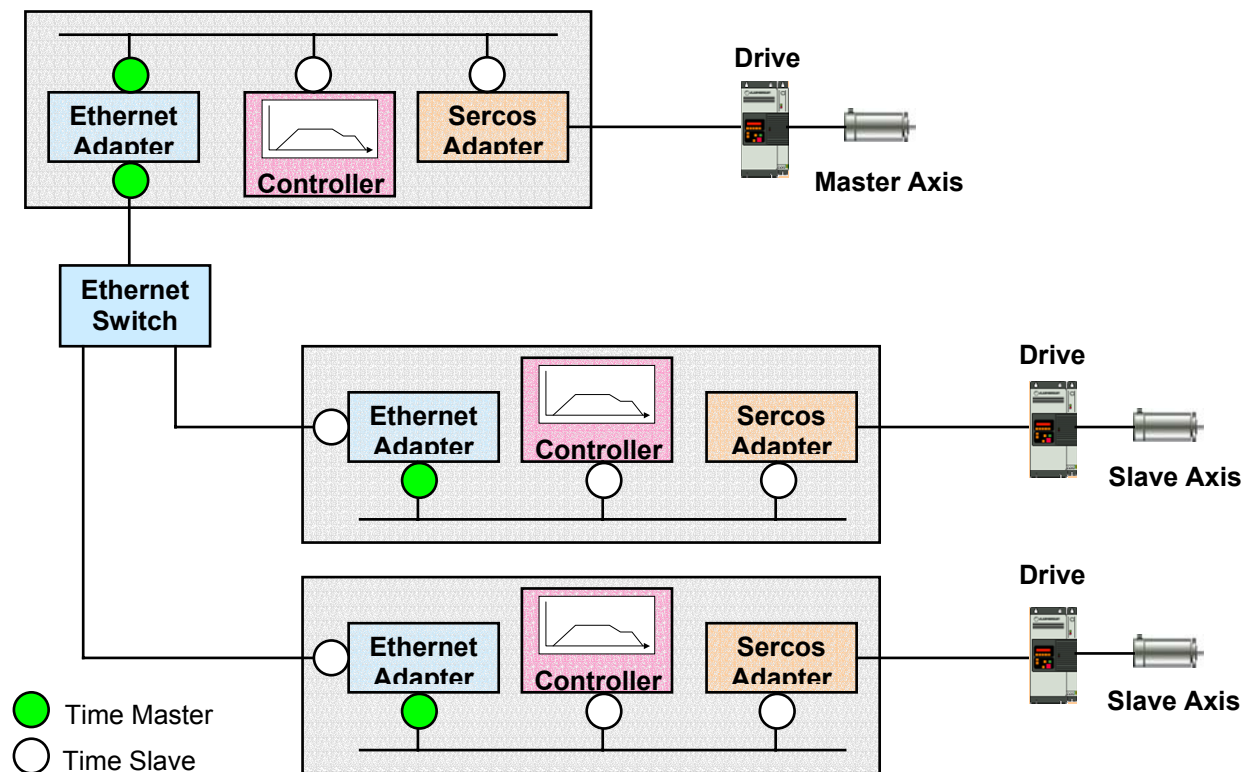 Drive
Ethernet
Adapter
Controller
Sercos
Adapter
Master Axis
Ethernet
Switch
Drive
Ethernet
Adapter
Controller
Sercos
Adapter
Slave Axis
Drive
Ethernet
Adapter
Controller
Sercos
Adapter
Slave Axis
Time Master
Time Slave